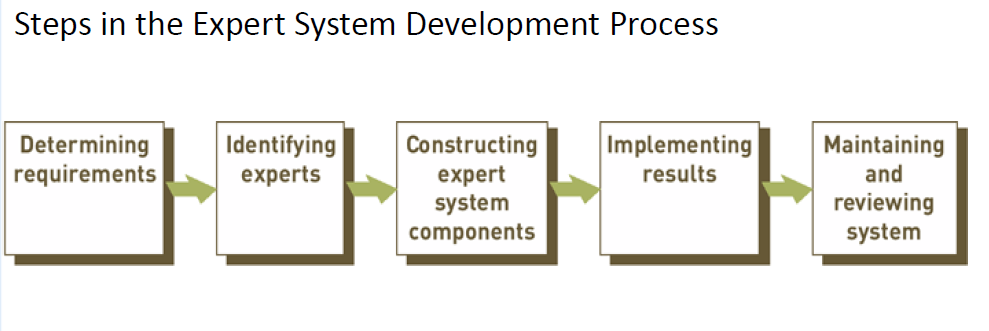 Steps in the Expert System Development Process
Determining
requirements
Identifying
experts
Constructing
expert
system
components
Implementing
results
Maintaining
and
reviewing
system